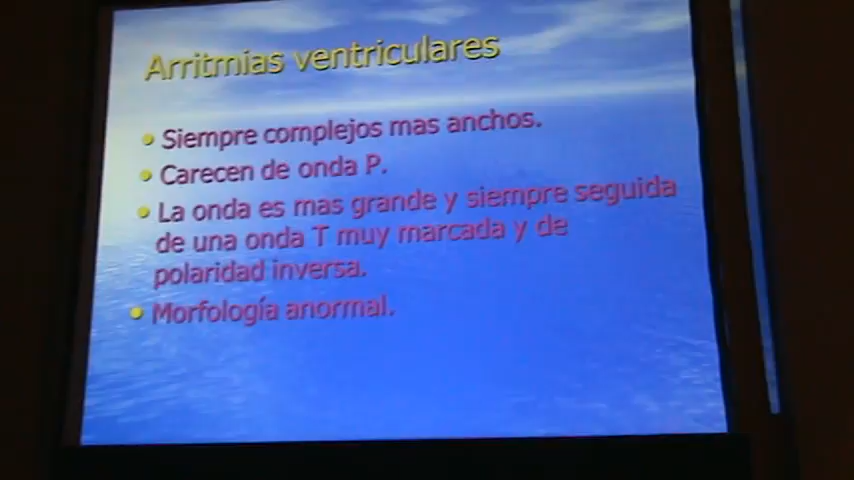 Arritmias ventriculares
Siempre complejos mas anchos.
Carecen de onda P.
La onda es mas grande y siempre seguida
de una onda T muy marcada y de
polaridad inversa.
Morfología anormal.